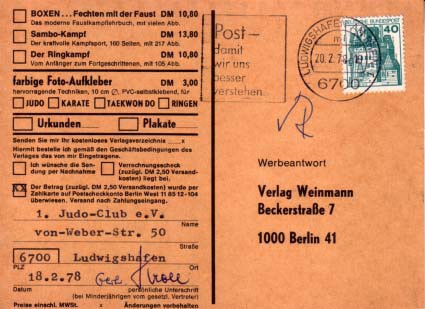 BOXEN...Fechten mit der Faust DM 10,80
Das moderne Faustkampflehrbuch, mit vielen Abb.
Sambo-Kampf DM 13,80
Der kraftvolle Kampfsport, 160 Seiten, mit 217 Abb.
Der Ringkampf DM 10,80
Vom Anfänger zum Fortgeschrittenen, mit 105 Abb.
farbige Foto-Aufkleber DM 3,00
hervorragende Techniken, 10 cm ∅, PVC-selbstklebend, für
JUDO KARATE TAEKWON DO RINGEN
Urkunden Plakate
Senden Sie mir Ihr kostenloses Verlagsverzeichnis
Hiermit bestelle ich gemäß den Geschäftsbedingungen des
Verlages das von mir Eingetragene.
Ich wünsche die Sendung per Nachnahme
Verrechnungsscheck (zuzügl. DM 2,50 Versandkosten) liegt bei.
XX Der Betrag (zuzügl. DM 2,50 Versandkosten) wurde per
Zahlkarte auf Postscheckkonto Berlin West 11 85 12-104
überwiesen. Versand nach Zahlungseingang.
1. Judo-Club e.V.
Name
von-Weber-Str. 50
Straße
6700 Ludwigshafen
PLZ Ort
18.2.78
Datum persönliche Unterschrift
(bei Minderjährigen vom gesetzl. Vertreter)
Preise einschl. MWSt. Änderungen vorbehalten
Post-
damit
wir uns
besser
verstehen
LUDWIGSHAFEN
20.2.78
6700
DEUTSCHE BUNDESPOST
40
Werbeantwort
Verlag Weinmann
Beckerstraße 7
1000 Berlin 41